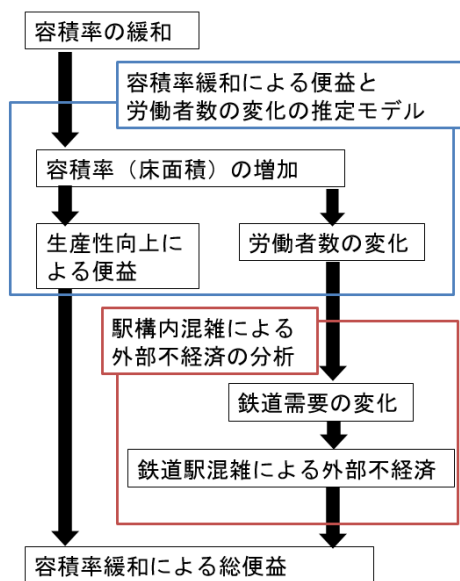 容積率の緩和
容積率緩和による便益と
労働者数の変化の推定モデル
容積率（床面積）の増加
生産性向上に
よる便益
労働者数の変化
駅構内混雑による
外部不経済の分析
鉄道需要の変化
鉄道駅混雑による外部不経済
容積率緩和による総便益